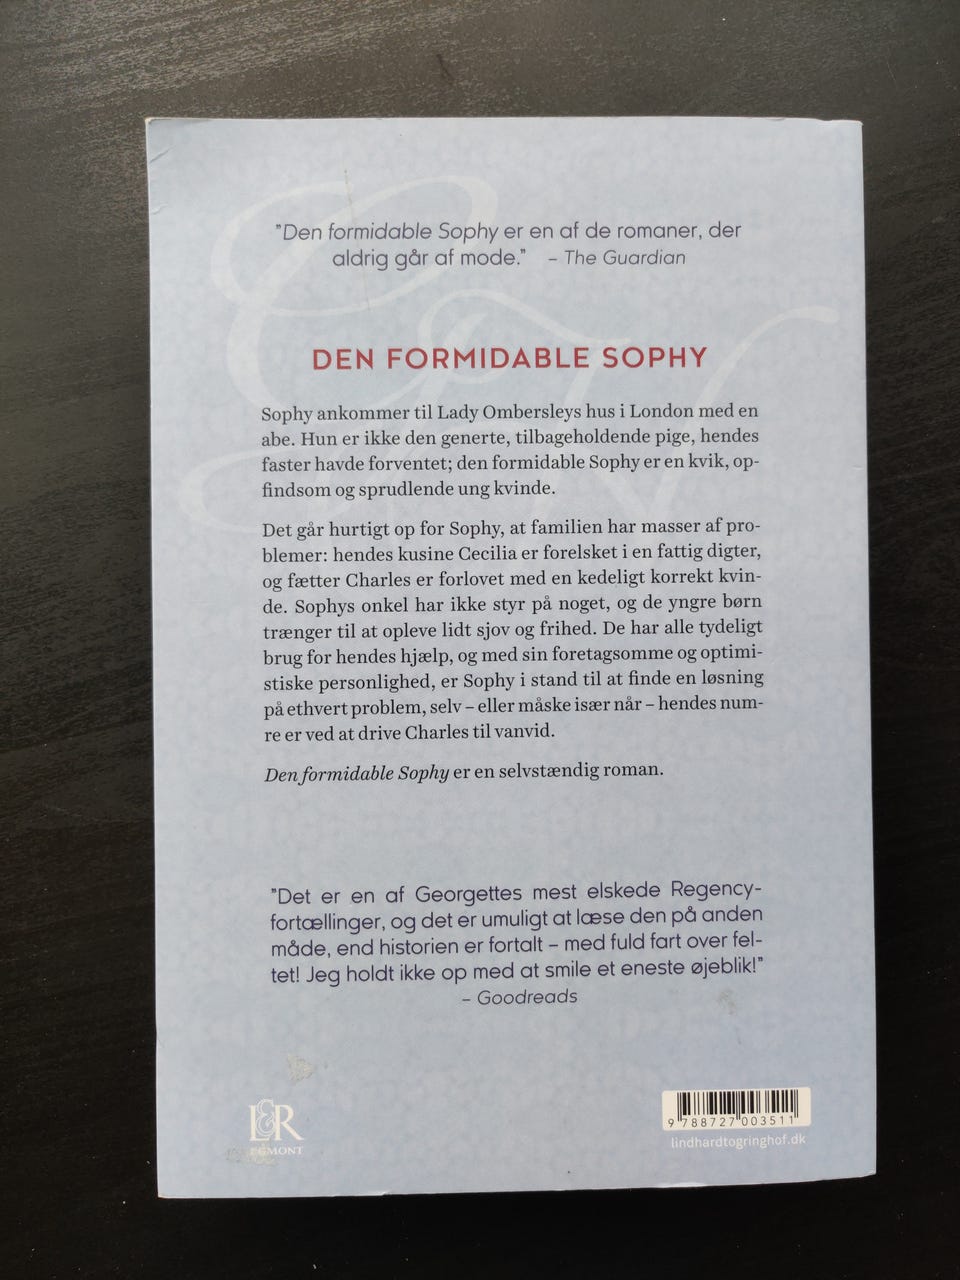 "Den formidable Sophy er en af de romaner, der
aldrig går af mode." – The Guardian
DEN FORMIDABLE SOPHY
Sophy ankommer til Lady Ombersleys hus i London med en
abe. Hun er ikke den generte, tilbageholdende pige, hendes
faster havde forventet; den formidable Sophy er en kvik, op-
findsom og sprudlende ung kvinde.
Det går hurtigt op for Sophy, at familien har masser af pro-
blemer: hendes kusine Cecilia er forelsket i en fattig digter,
og fætter Charles er forlovet med en kedeligt korrekt kvin-
de. Sophys onkel har ikke styr på noget, og de yngre børn
trænger til at opleve lidt sjov og frihed. De har alle tydeligt
brug for hendes hjælp, og med sin foretagsomme og optimi-
stiske personlighed, er Sophy i stand til at finde en løsning
på ethvert problem, selv – eller måske især når – hendes num-
re er ved at drive Charles til vanvid.
Den formidable Sophy er en selvstændig roman.
"Det er en af Georgettes mest elskede Regency-
fortællinger, og det er umuligt at læse den på anden
måde, end historien er fortalt – med fuld fart over fel-
tet! Jeg holdt ikke op med at smile et eneste øjeblik!"
– Goodreads
L&R
EGMONT
9 788727 003511
lindhardtogringhof.dk